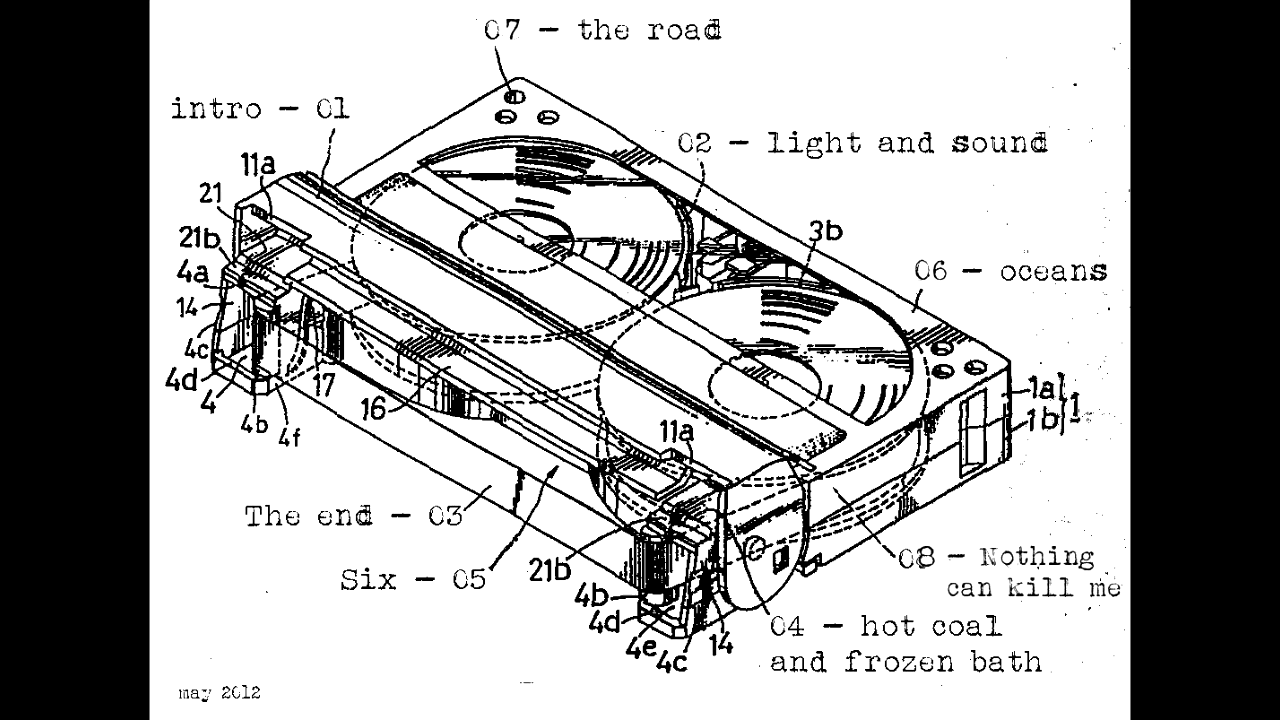 07 - the road
intro - 01
02 - light and sound
11a
21
3b
21b
06 - oceans
4a
14
4c
4d
17
1a
4
16
1b
1
4b
4f
11a
The end - 03
08 - Nothing
can kill me
Six - 05
21b
4b
4d
04 - hot coal
and frozen bath
4e
14
4c
may 2012